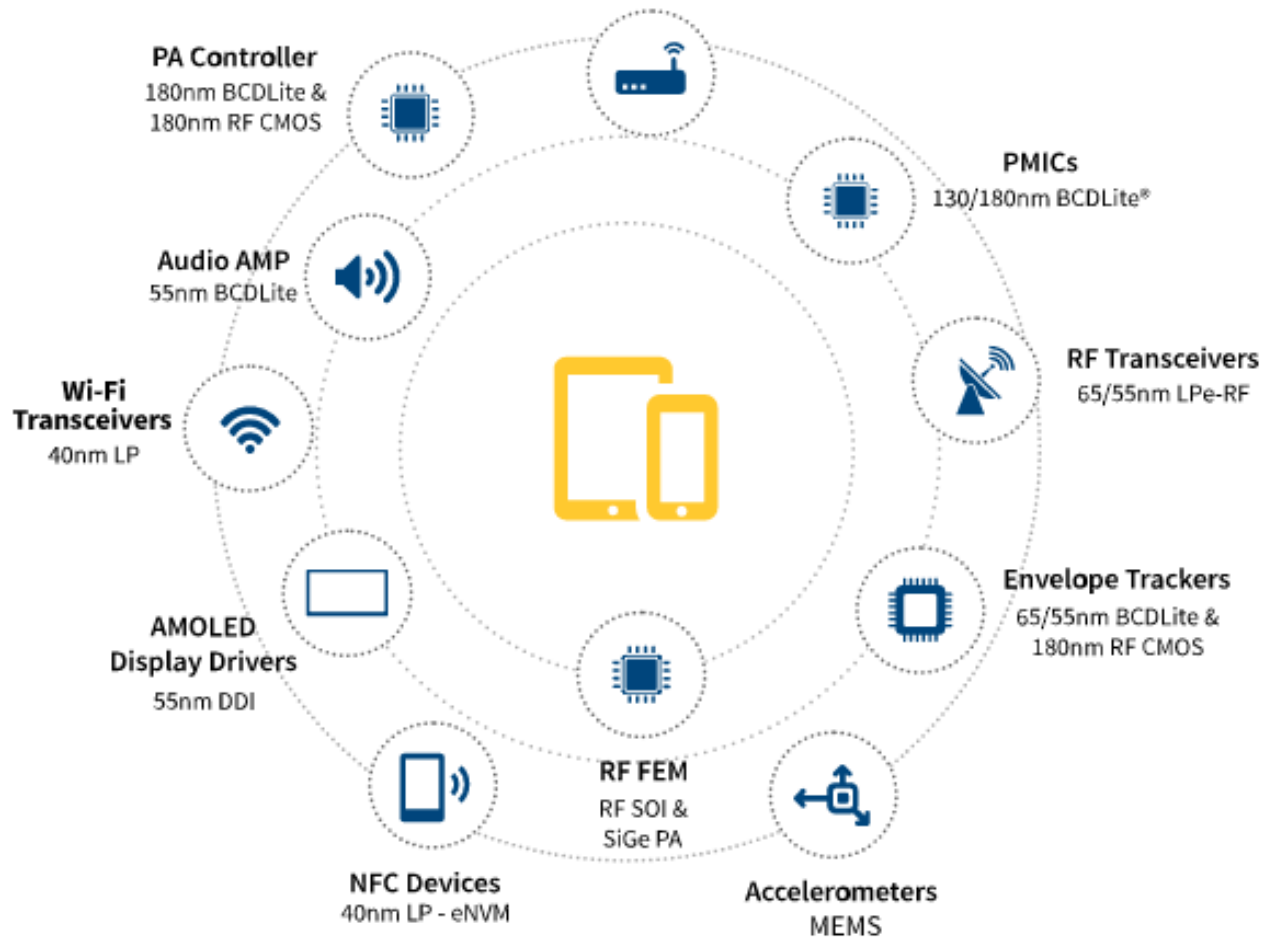 PA Controller
180nm BCDLite &
180nm RF CMOS
PMICs
130/180nm BCDLite®
Audio AMP
55nm BCDLite
RF Transceivers
65/55nm LPe-RF
Wi-Fi
Transceivers
40nm LP
Envelope Trackers
65/55nm BCDLite &
180nm RF CMOS
AMOLED
Display Drivers
55nm DDI
RF FEM
RF SOI &
SiGe PA
NFC Devices
40nm LP - eNVM
Accelerometers
MEMS